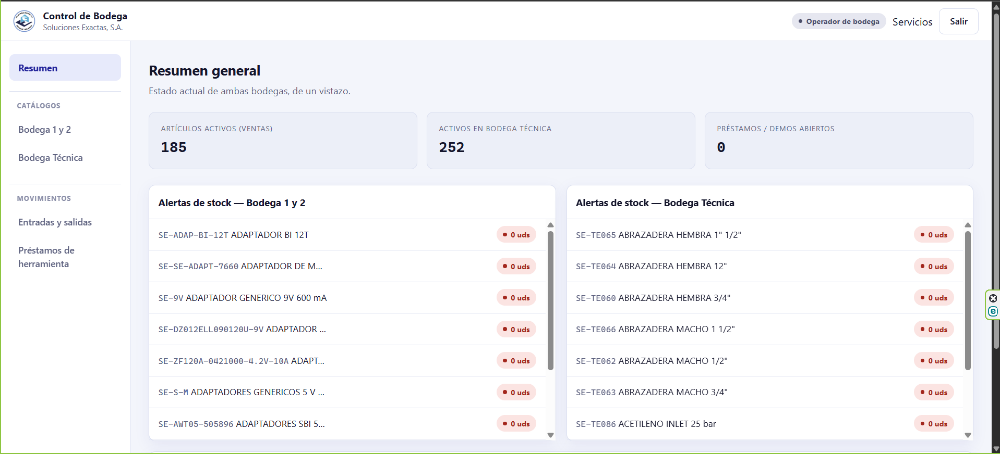 Control de Bodega
Soluciones Exactas, S.A.
Operador de bodega
Servicios
Salir
Resumen
CATÁLOGOS
Bodega 1 y 2
Bodega Técnica
MOVIMIENTOS
Entradas y salidas
Préstamos de
herramienta
Resumen general
Estado actual de ambas bodegas, de un vistazo.
ARTÍCULOS ACTIVOS (VENTAS)
185
ACTIVOS EN BODEGA TÉCNICA
252
PRÉSTAMOS / DEMOS ABIERTOS
0
Alertas de stock — Bodega 1 y 2
SE-ADAP-BI-12T ADAPTADOR BI 12T 0 uds
SE-SE-ADAPT-7660 ADAPTADOR DE M... 0 uds
SE-9V ADAPTADOR GENERICO 9V 600 mA 0 uds
SE-DZ012ELL090120U-9V ADAPTADOR ... 0 uds
SE-ZF120A-0421000-4.2V-10A ADAPT... 0 uds
SE-S-M ADAPTADORES GENERICOS 5 V ... 0 uds
SE-AWT05-505896 ADAPTADORES SBI 5... 0 uds
Alertas de stock — Bodega Técnica
SE-TE065 ABRAZADERA HEMBRA 1" 1/2" 0 uds
SE-TE064 ABRAZADERA HEMBRA 12" 0 uds
SE-TE060 ABRAZADERA HEMBRA 3/4" 0 uds
SE-TE066 ABRAZADERA MACHO 1 1/2" 0 uds
SE-TE062 ABRAZADERA MACHO 1/2" 0 uds
SE-TE063 ABRAZADERA MACHO 3/4" 0 uds
SE-TE086 ACETILENO INLET 25 bar 0 uds